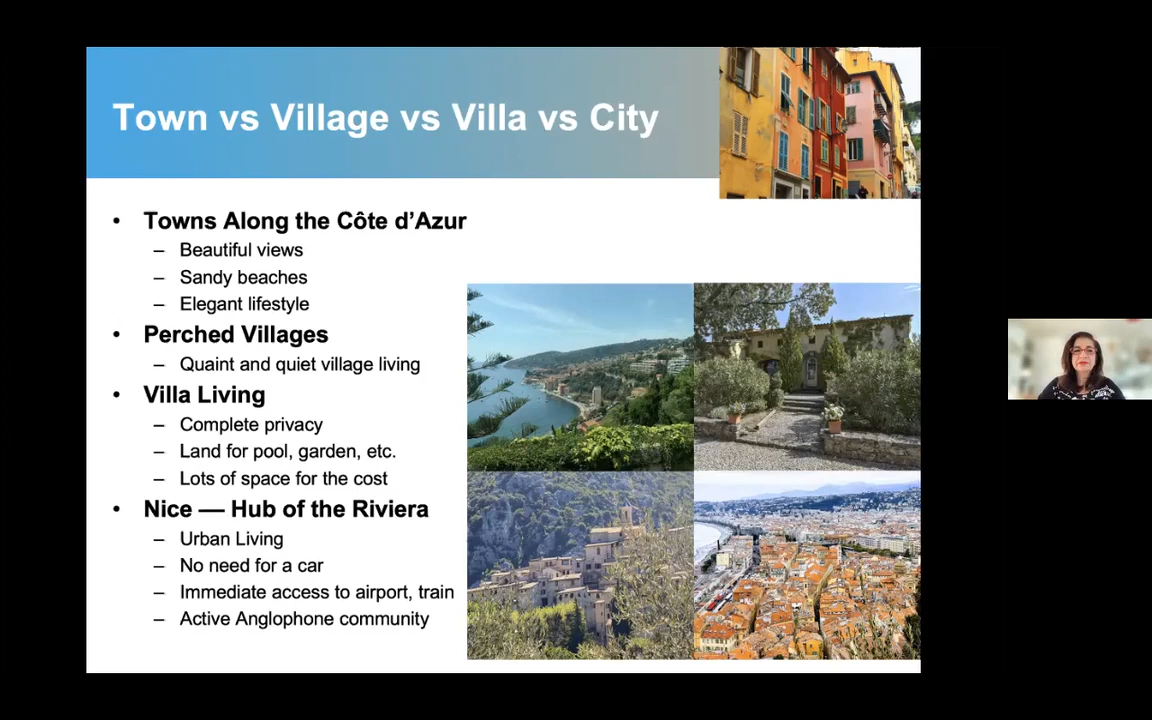 Town vs Village vs Villa vs City
• Towns Along the Côte d’Azur
– Beautiful views
– Sandy beaches
– Elegant lifestyle
• Perched Villages
– Quaint and quiet village living
• Villa Living
– Complete privacy
– Land for pool, garden, etc.
– Lots of space for the cost
• Nice — Hub of the Riviera
– Urban Living
– No need for a car
– Immediate access to airport, train
– Active Anglophone community